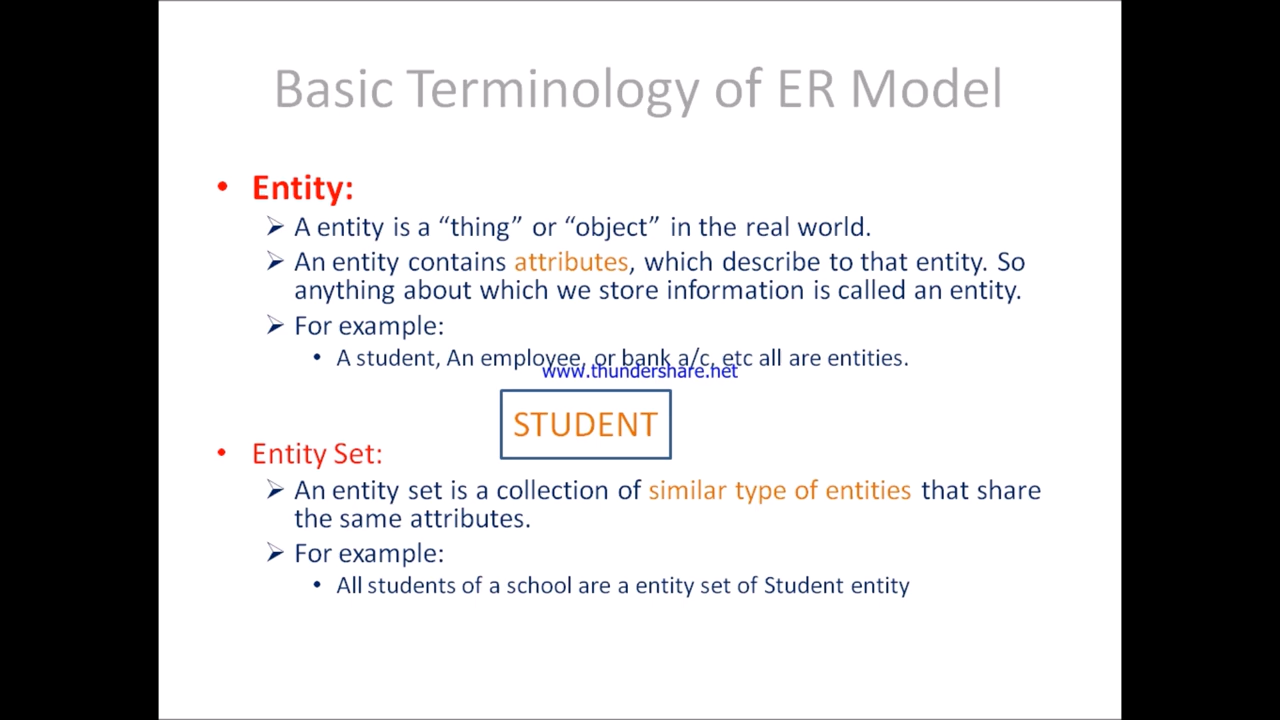 Basic Terminology of ER Model
• Entity:
➢ A entity is a “thing” or “object” in the real world.
➢ An entity contains attributes, which describe to that entity. So
anything about which we store information is called an entity.
➢ For example:
• A student, An employee, or bank a/c, etc all are entities.
www.thundershare.net
STUDENT
• Entity Set:
➢ An entity set is a collection of similar type of entities that share
the same attributes.
➢ For example:
• All students of a school are a entity set of Student entity